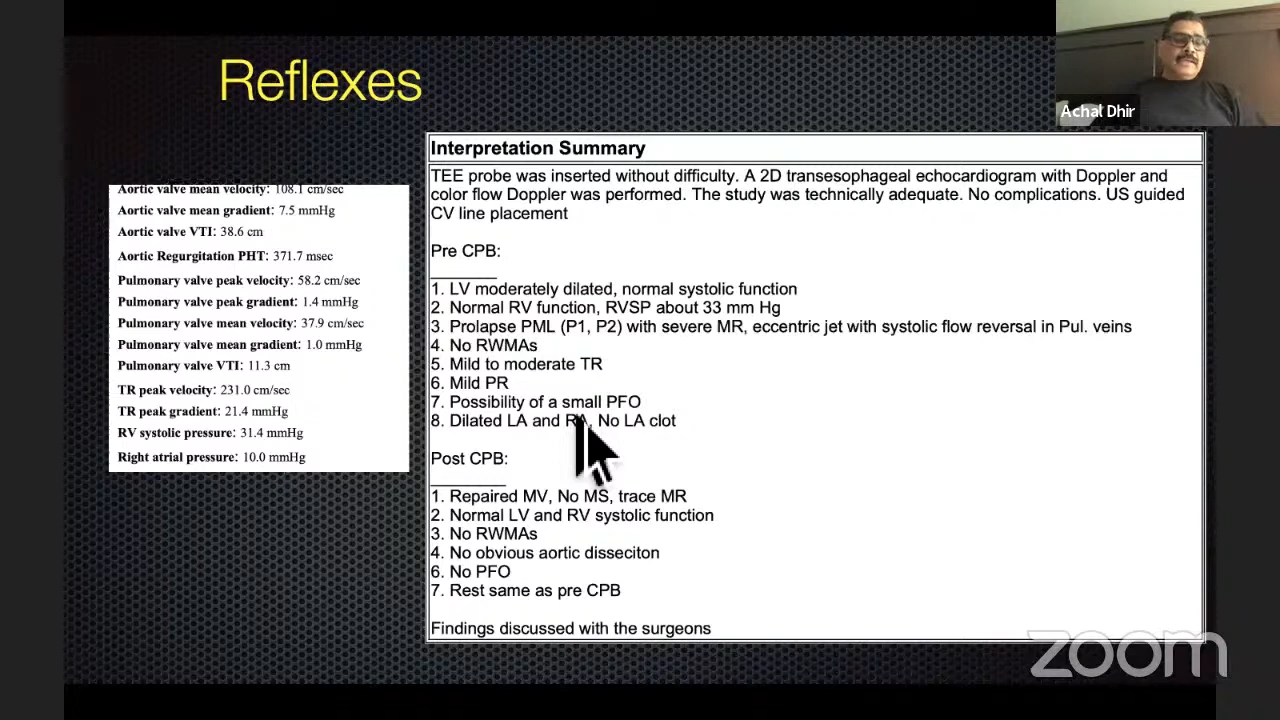 Reflexes
Achal Dhir
Aortic valve mean velocity: 108.1 cm/sec
Aortic valve mean gradient: 7.5 mmHg
Aortic valve VTI: 38.6 cm
Aortic Regurgitation PHT: 371.7 msec
Pulmonary valve peak velocity: 58.2 cm/sec
Pulmonary valve peak gradient: 1.4 mmHg
Pulmonary valve mean velocity: 37.9 cm/sec
Pulmonary valve mean gradient: 1.0 mmHg
Pulmonary valve VTI: 11.3 cm
TR peak velocity: 231.0 cm/sec
TR peak gradient: 21.4 mmHg
RV systolic pressure: 31.4 mmHg
Right atrial pressure: 10.0 mmHg
Interpretation Summary
TEE probe was inserted without difficulty. A 2D transesophageal echocardiogram with Doppler and
color flow Doppler was performed. The study was technically adequate. No complications. US guided
CV line placement
Pre CPB:
1. LV moderately dilated, normal systolic function
2. Normal RV function, RVSP about 33 mm Hg
3. Prolapse PML (P1, P2) with severe MR, eccentric jet with systolic flow reversal in Pul. veins
4. No RWMAs
5. Mild to moderate TR
6. Mild PR
7. Possibility of a small PFO
8. Dilated LA and RA, No LA clot
Post CPB:
1. Repaired MV, No MS, trace MR
2. Normal LV and RV systolic function
3. No RWMAs
4. No obvious aortic disseciton
6. No PFO
7. Rest same as pre CPB
Findings discussed with the surgeons
zoom